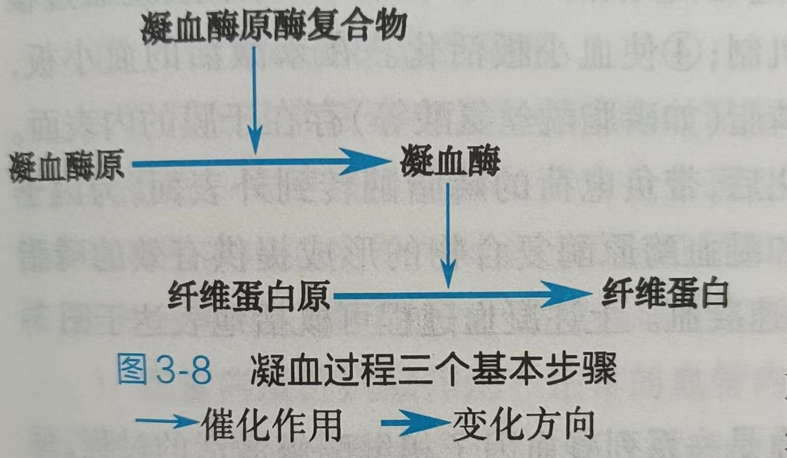 凝血酶原酶复合物
凝血酶原 凝血酶
纤维蛋白原 纤维蛋白
图3-8 凝血过程三个基本步骤
催化作用 变化方向